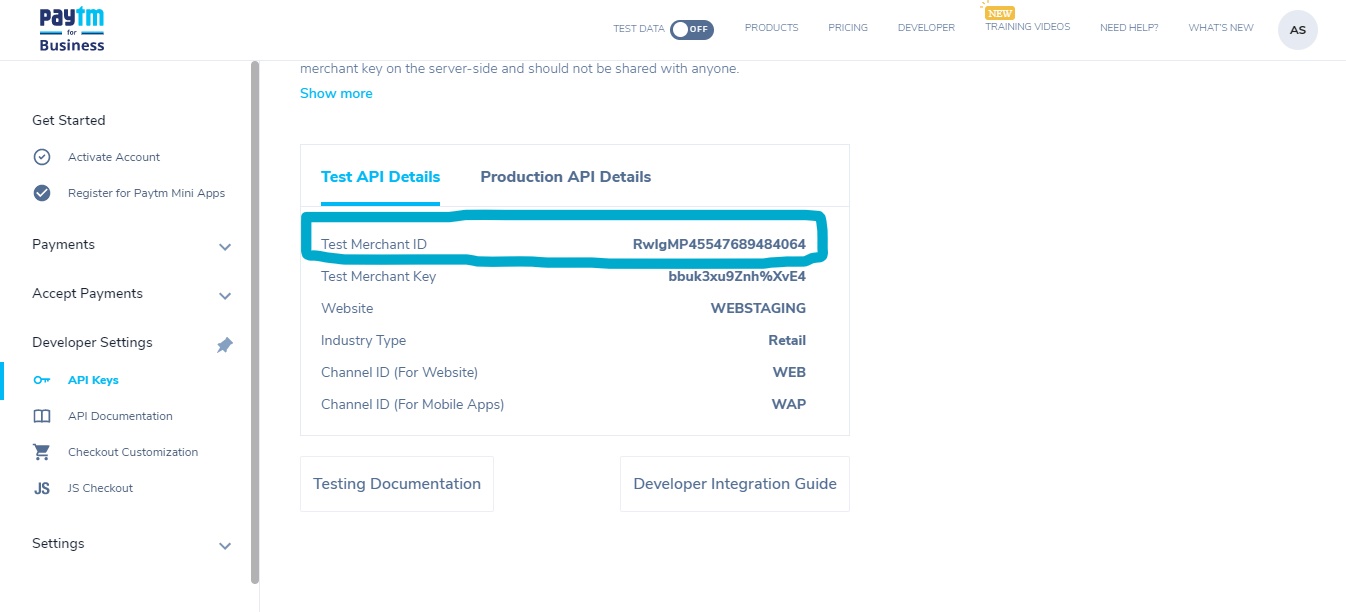 paytm
for
Business
TEST DATA OFF PRODUCTS PRICING DEVELOPER NEW TRAINING VIDEOS NEED HELP? WHAT'S NEW AS
merchant key on the server-side and should not be shared with anyone.
Show more
Get Started
Activate Account
Register for Paytm Mini Apps
Payments
Accept Payments
Developer Settings
API Keys
API Documentation
Checkout Customization
JS JS Checkout
Settings
Test API Details Production API Details
Test Merchant ID RwIgMP45547689484064
Test Merchant Key bbuk3xu9Znh%XvE4
Website WEBSTAGING
Industry Type Retail
Channel ID (For Website) WEB
Channel ID (For Mobile Apps) WAP
Testing Documentation Developer Integration Guide